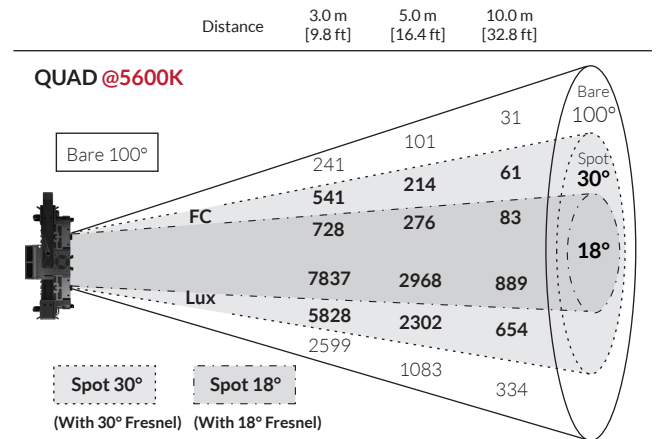 Distance 3.0 m 5.0 m 10.0 m
[9.8 ft] [16.4 ft] [32.8 ft]
QUAD @5600K
Bare
100°
31
101
Bare 100°
241
Spot
30°
61
214
541
FC
83
276
728
18°
7837 2968 889
Lux
5828 2302 654
2599
1083
334
Spot 30° Spot 18°
(With 30° Fresnel) (With 18° Fresnel)